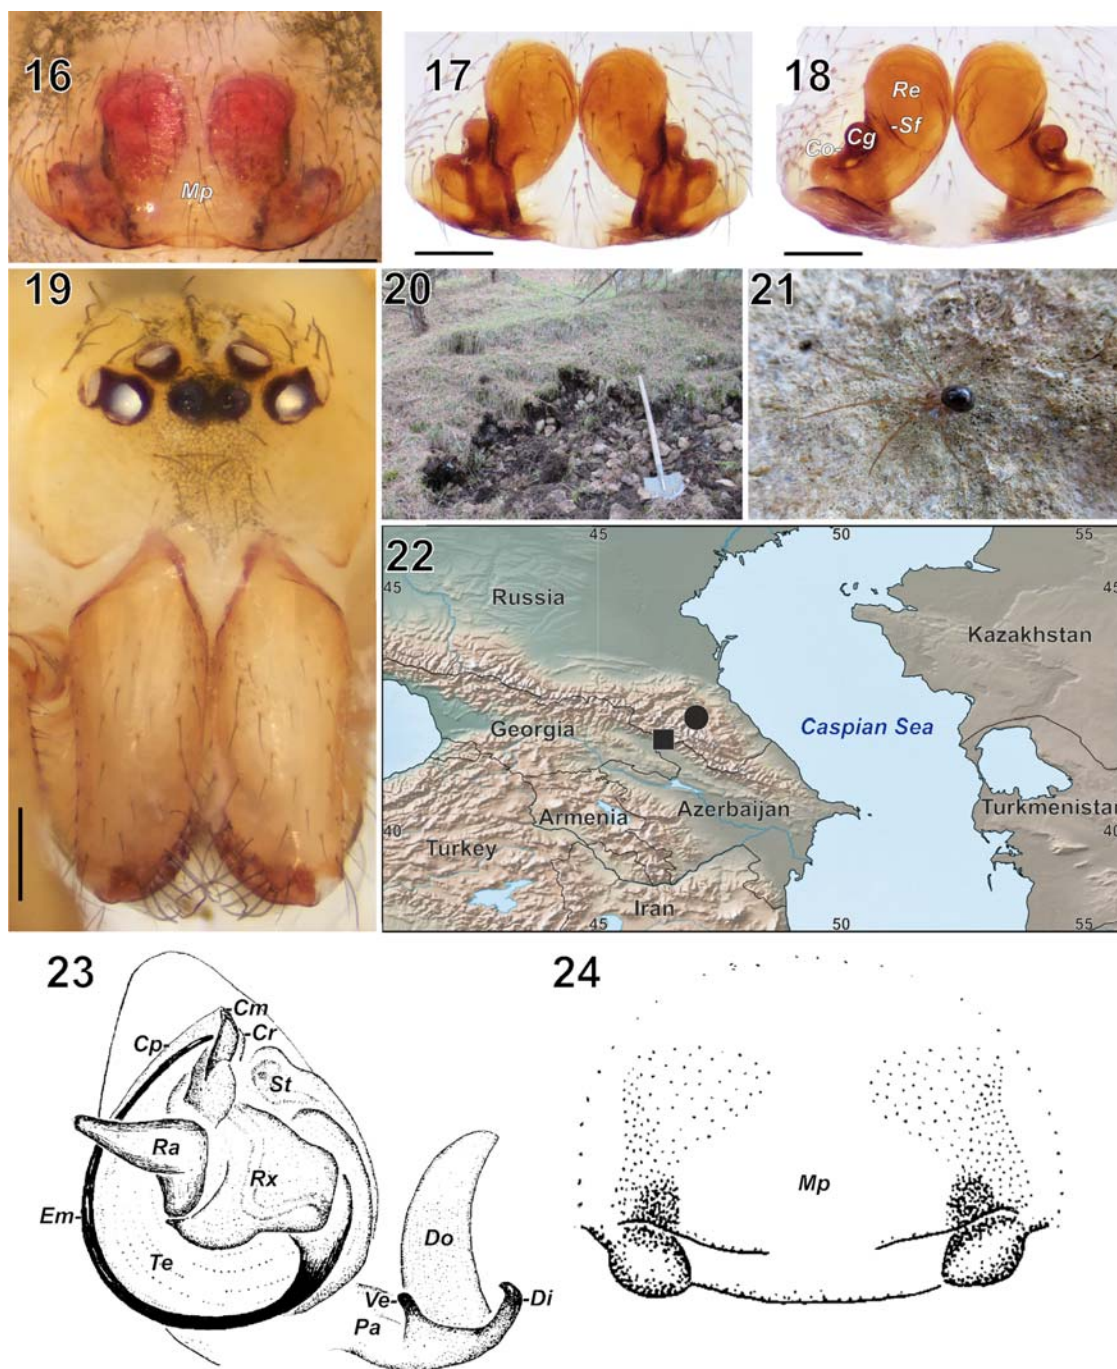 16
Mp
17
18
Re
-Sf
Cg
Co-
19
20
21
22
45
50
55
45
45
Russia
Kazakhstan
Georgia
Caspian Sea
Azerbaijan
Armenia
Turkmenistan
40
40
Turkey
Iran
45
50
55
23
-Cm
Cp-
-Cr
St
Ra
Rx
Em-
Te
Do
Ve-
-Di
Pa
24
Mp